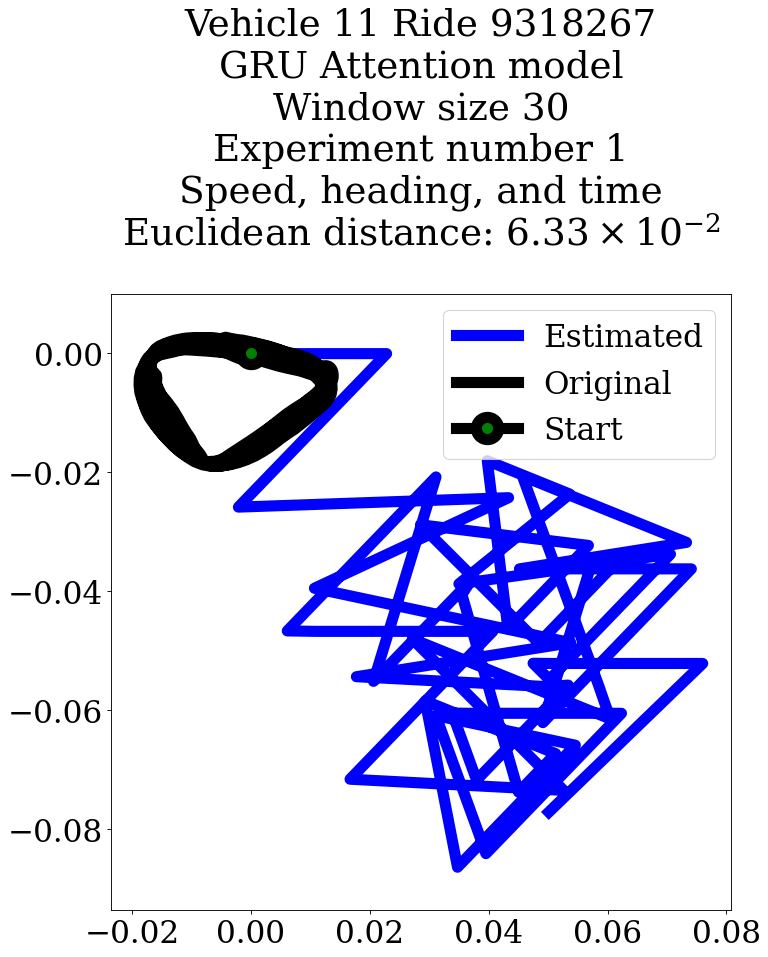 Vehicle 11 Ride 9318267
GRU Attention model
Window size 30
Experiment number 1
Speed, heading, and time
Euclidean distance: 6.33 × 10⁻²
Estimated
Original
Start
0.00
−0.02
−0.04
−0.06
−0.08
−0.02 0.00 0.02 0.04 0.06 0.08